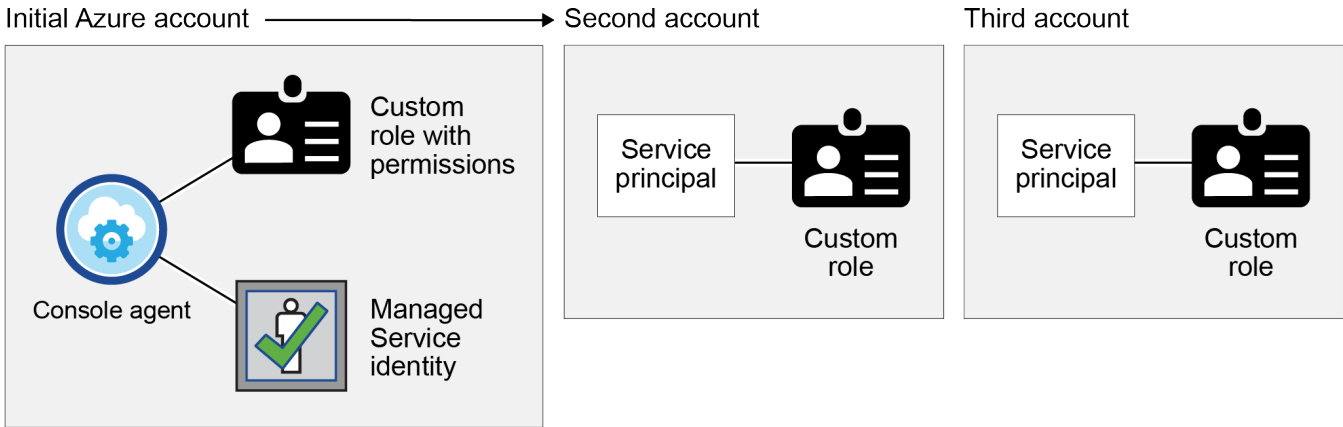 Initial Azure account
Second account
Third account
Custom
role with
permissions
Console agent
Managed
Service
identity
Service
principal
Custom
role
Service
principal
Custom
role